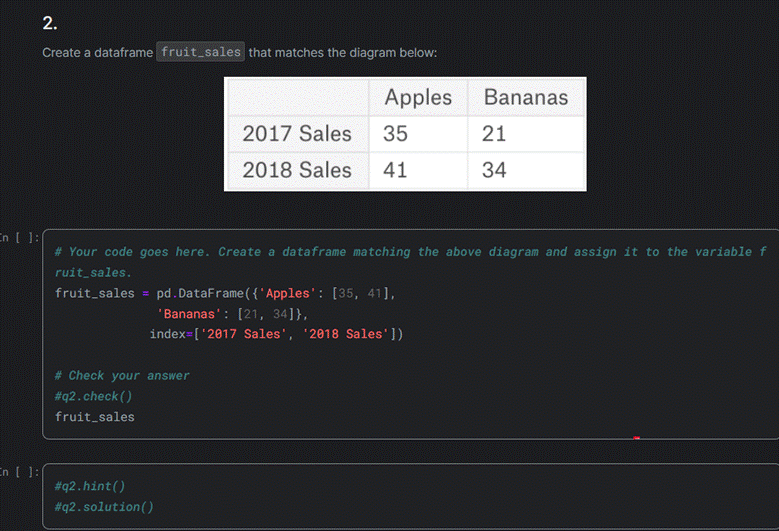 2.
Create a dataframe fruit_sales that matches the diagram below:
Apples Bananas
2017 Sales 35 21
2018 Sales 41 34
In [ ]:
# Your code goes here. Create a dataframe matching the above diagram and assign it to the variable f
ruit_sales.
fruit_sales = pd.DataFrame({'Apples': [35, 41],
'Bananas': [21, 34]},
index=['2017 Sales', '2018 Sales'])
# Check your answer
#q2.check()
fruit_sales
In [ ]:
#q2.hint()
#q2.solution()